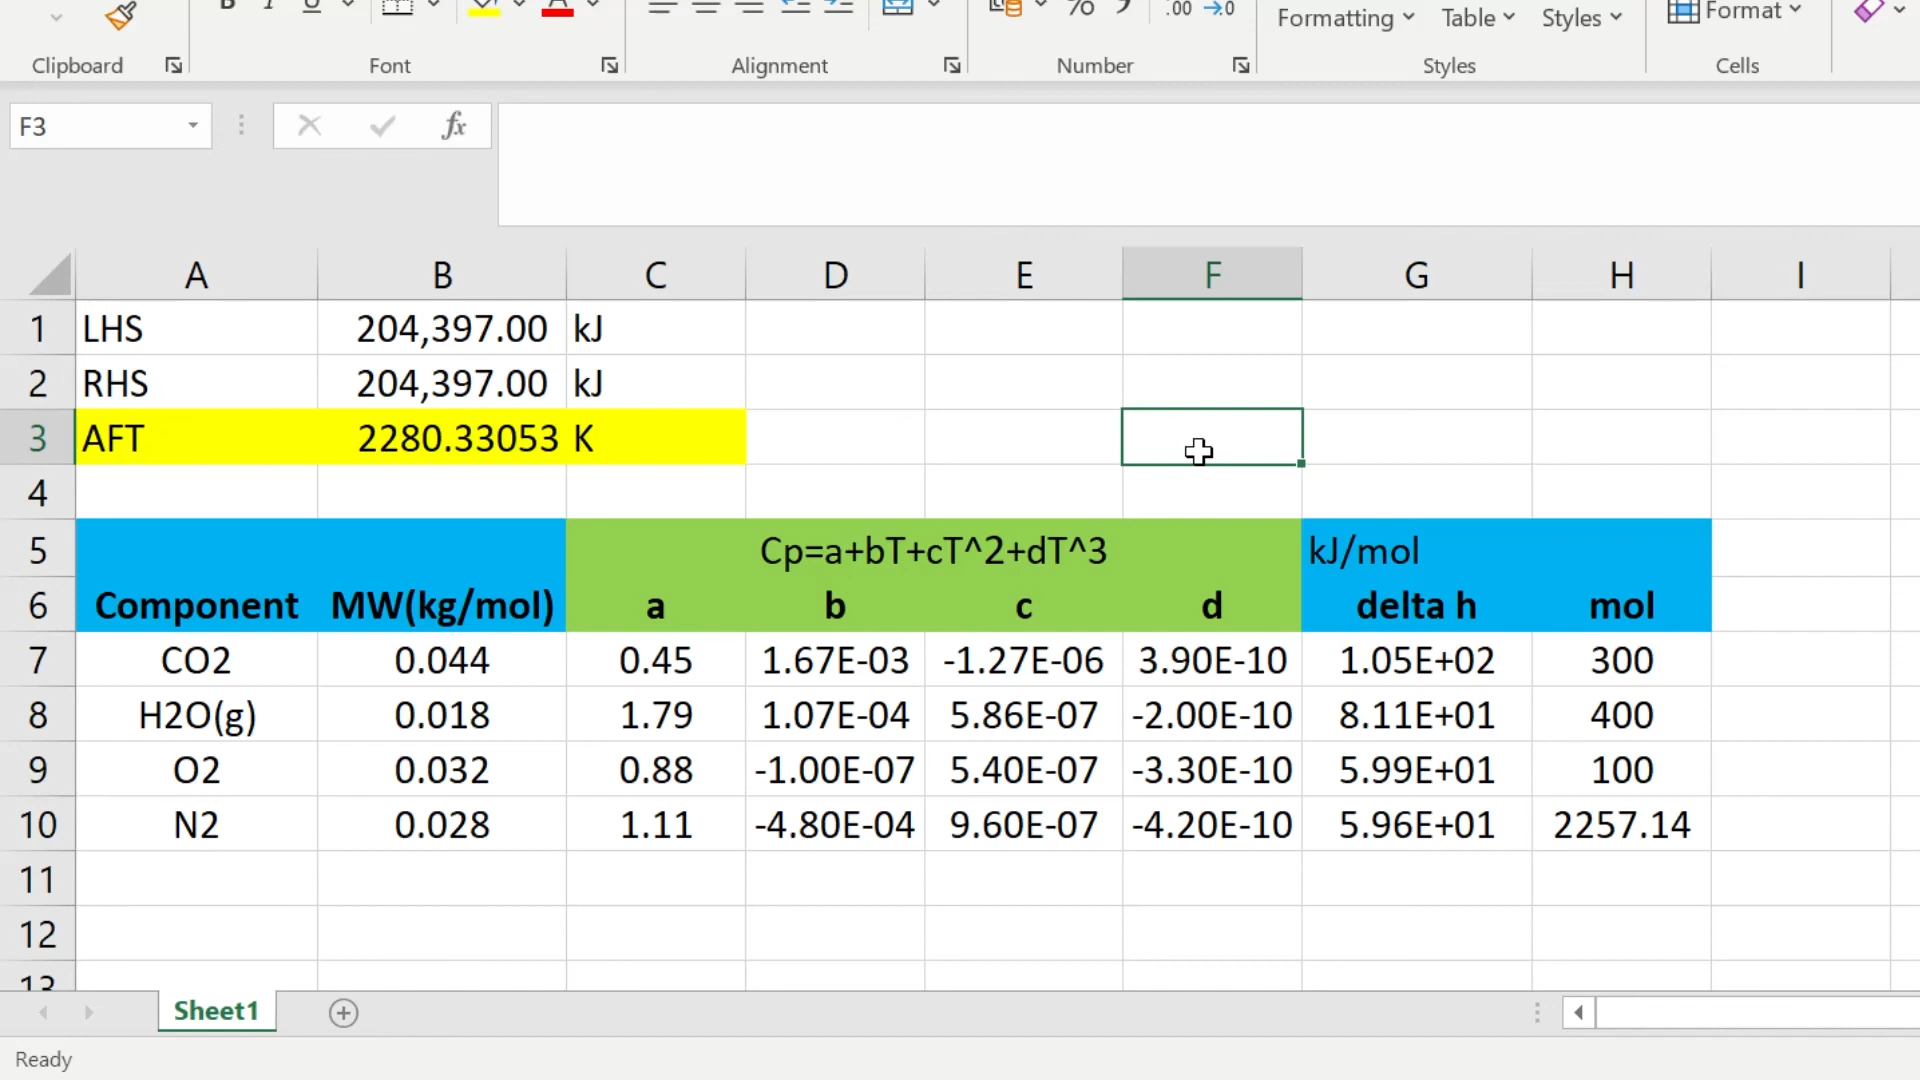 B I U A % 9 .00 →0 Formatting Table Styles Format
Clipboard Font Alignment Number Styles Cells
F3 fx
A B C D E F G H I
1 LHS 204,397.00 kJ
2 RHS 204,397.00 kJ
3 AFT 2280.33053 K
4
5 Cp=a+bT+cT^2+dT^3 kJ/mol
6 Component MW(kg/mol) a b c d delta h mol
7 CO2 0.044 0.45 1.67E-03 -1.27E-06 3.90E-10 1.05E+02 300
8 H2O(g) 0.018 1.79 1.07E-04 5.86E-07 -2.00E-10 8.11E+01 400
9 O2 0.032 0.88 -1.00E-07 5.40E-07 -3.30E-10 5.99E+01 100
10 N2 0.028 1.11 -4.80E-04 9.60E-07 -4.20E-10 5.96E+01 2257.14
11
12
13
Sheet1
Ready